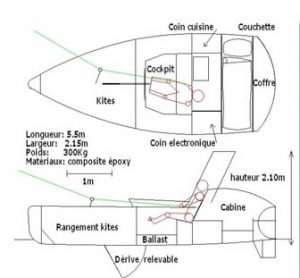 Coin cuisine
Couchette
Cockpit
Coffre
Kites
Longueur: 5.5m
Largeur: 2.15m
Poids: 300Kg
Matériaux: composite époxy
Coin electronique
1m
hauteur 2.10m
Cabine
Rangement kites
Ballast
Dérive relevable